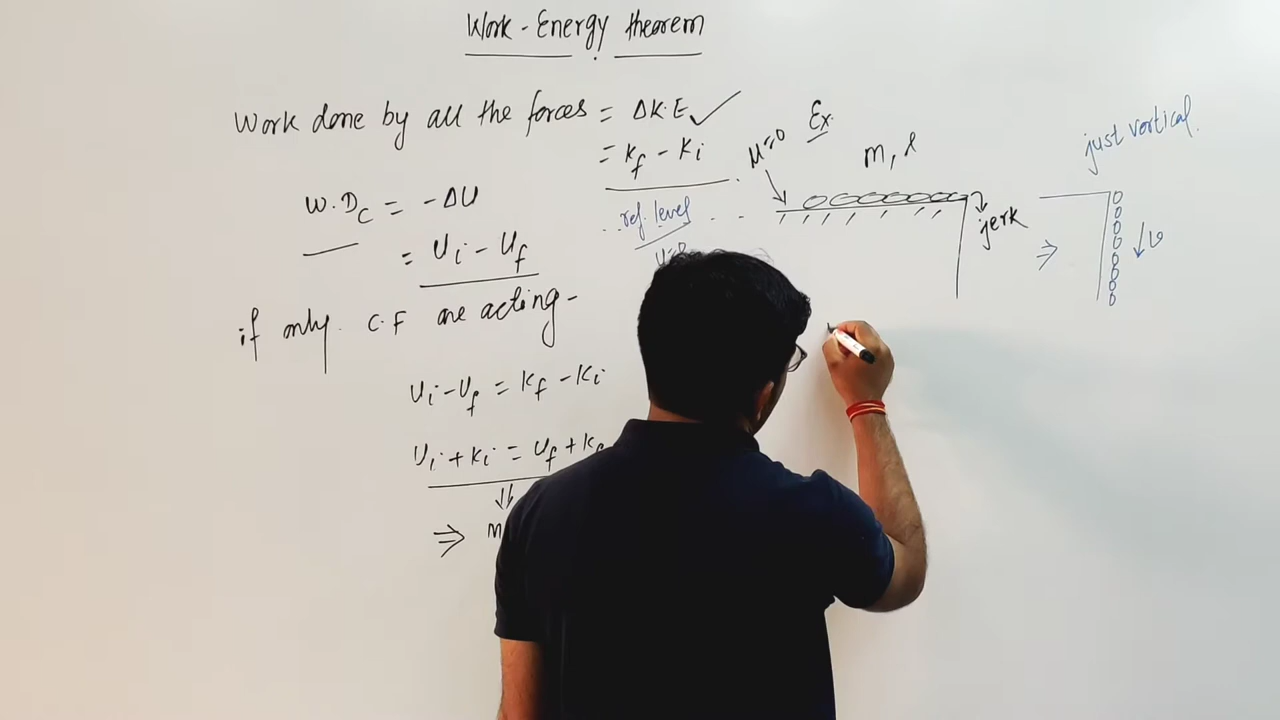 Work - Energy theorem
Work done by all the forces = ΔK.E ✓
= Kf - Ki
W.Dc = -ΔU
= Ui - Uf
if only C.F are acting -
Ui - Uf = Kf - Ki
Ui + Ki = Uf + K
⇓
⇒ m
ref. level
U=0
μ=0
Ex.
m, l
jerk
⇒
just vertical.
↓ v